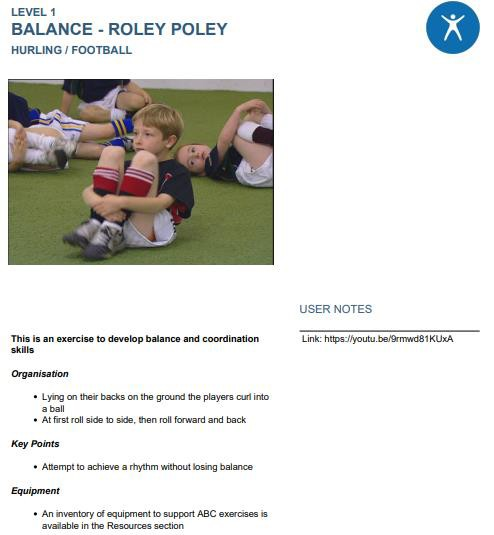 LEVEL 1
BALANCE - ROLEY POLEY
HURLING / FOOTBALL
USER NOTES
Link: https://youtu.be/9rmwd81KUxA
This is an exercise to develop balance and coordination
skills
Organisation
• Lying on their backs on the ground the players curl into
a ball
• At first roll side to side, then roll forward and back
Key Points
• Attempt to achieve a rhythm without losing balance
Equipment
• An inventory of equipment to support ABC exercises is
available in the Resources section